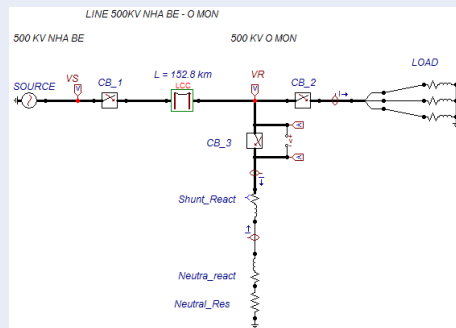 LINE 500KV NHA BE - O MON
500 KV NHA BE
500 KV O MON
SOURCE
VS
CB_1
L = 152.8 km
LCC
VR
CB_2
LOAD
V
V
I
CB_3
V
I
Shunt_React
I
Neutra_react
Neutral_Res